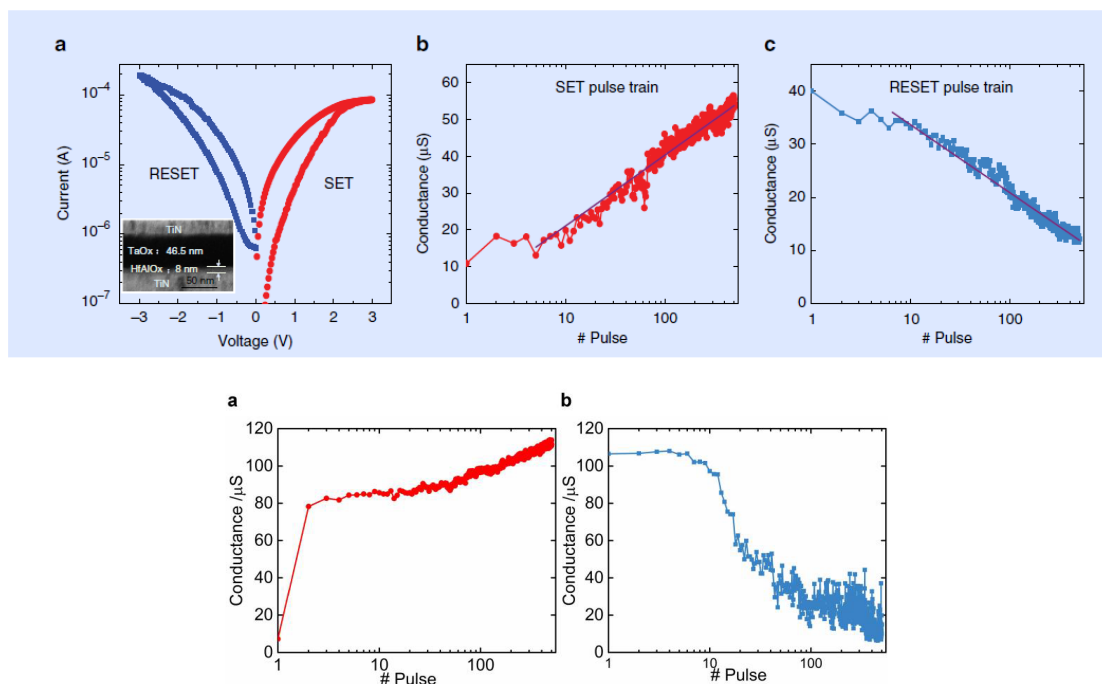 a
10⁻⁴
10⁻⁵
10⁻⁶
10⁻⁷
Current (A)
RESET
SET
TiN
TaOx : 46.5 nm
HfAlOx : 8 nm
TiN
50 nm
–3 –2 –1 0 1 2 3
Voltage (V)
b
60
50
40
30
20
10
0
Conductance (µS)
SET pulse train
1 10 100
# Pulse
c
40
30
20
10
0
Conductance (µS)
RESET pulse train
1 10 100
# Pulse
a
120
100
80
60
40
20
0
Conductance /µS
1 10 100
# Pulse
b
120
100
80
60
40
20
0
Conductance /µS
1 10 100
# Pulse